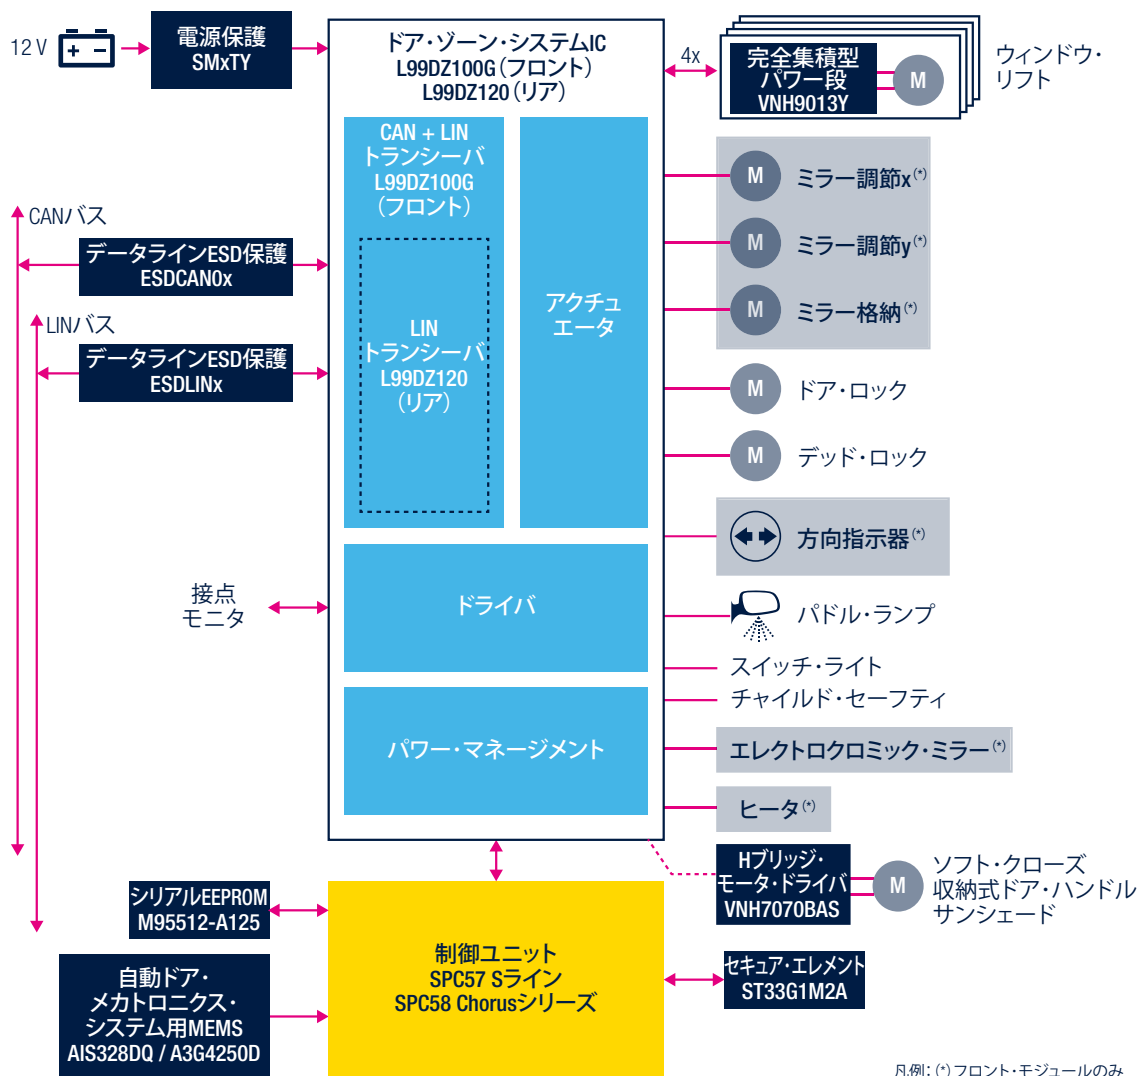 12 V
電源保護
SMxTY
ドア・ゾーン・システムIC
L99DZ100G(フロント)
L99DZ120(リア)
4x
完全集積型
パワー段
VNH9013Y
M
ウィンドウ・
リフト
CAN + LIN
トランシーバ
L99DZ100G
(フロント)
LIN
トランシーバ
L99DZ120
(リア)
アクチュ
エータ
M
ミラー調節x(*)
M
ミラー調節y(*)
M
ミラー格納(*)
CANバス
データラインESD保護
ESDCAN0x
LINバス
データラインESD保護
ESDLINx
M
ドア・ロック
M
デッド・ロック
方向指示器(*)
接点
モニタ
ドライバ
パドル・ランプ
スイッチ・ライト
チャイルド・セーフティ
パワー・マネージメント
エレクトロクロミック・ミラー(*)
ヒータ(*)
Hブリッジ・
モータ・ドライバ
VNH7070BAS
M
ソフト・クローズ
収納式ドア・ハンドル
サンシェード
シリアルEEPROM
M95512-A125
制御ユニット
SPC57 Sライン
SPC58 Chorusシリーズ
セキュア・エレメント
ST33G1M2A
自動ドア・
メカトロニクス・
システム用MEMS
AIS328DQ / A3G4250D
凡例: (*) フロント・モジュールのみ